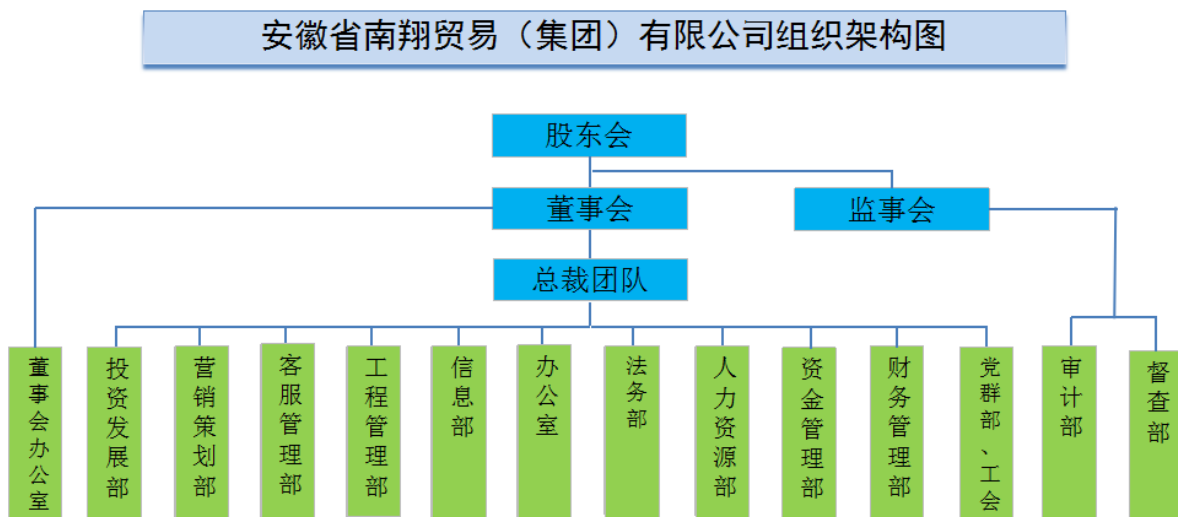 安徽省南翔贸易（集团）有限公司组织架构图
股东会
董事会
监事会
总裁团队
董事会办公室
投资发展部
营销策划部
客服管理部
工程管理部
信息部
办公室
法务部
人力资源部
资金管理部
财务管理部
党群部、工会
审计部
督查部